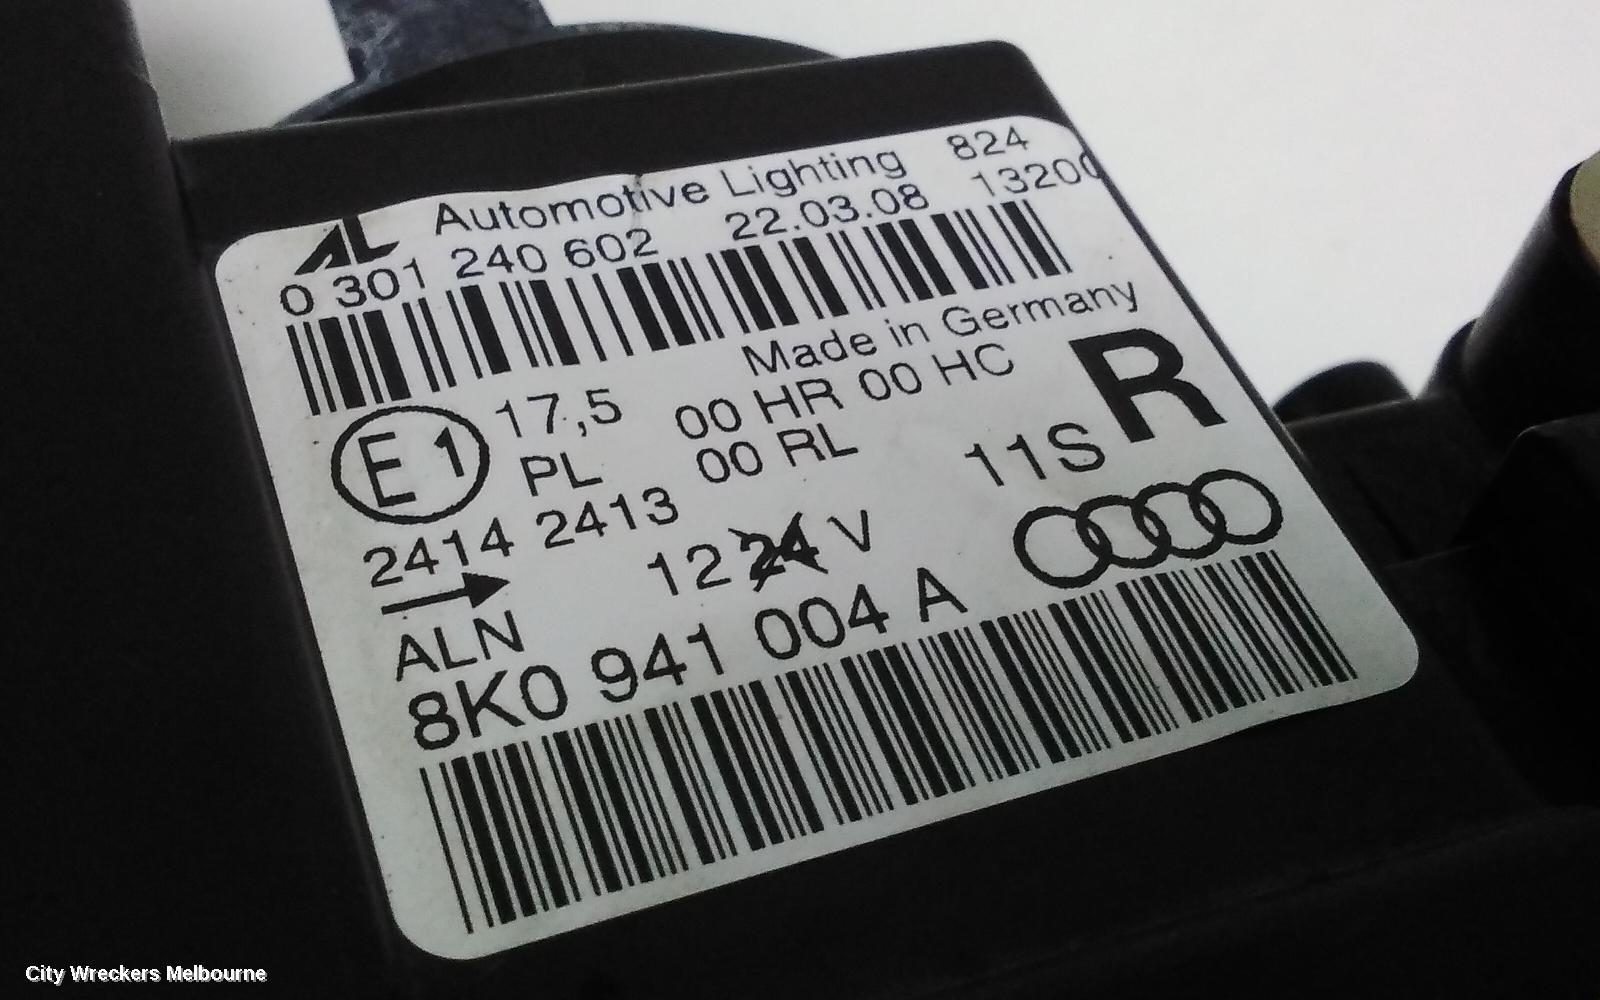 AL Automotive Lighting 824
0 301 240 602 22.03.08 13200
Made in Germany
E1 17,5 00 HR 00 HC R
PL 00 RL 11S
2414 2413
12 24 V
ALN
8K0 941 004 A
City Wreckers Melbourne